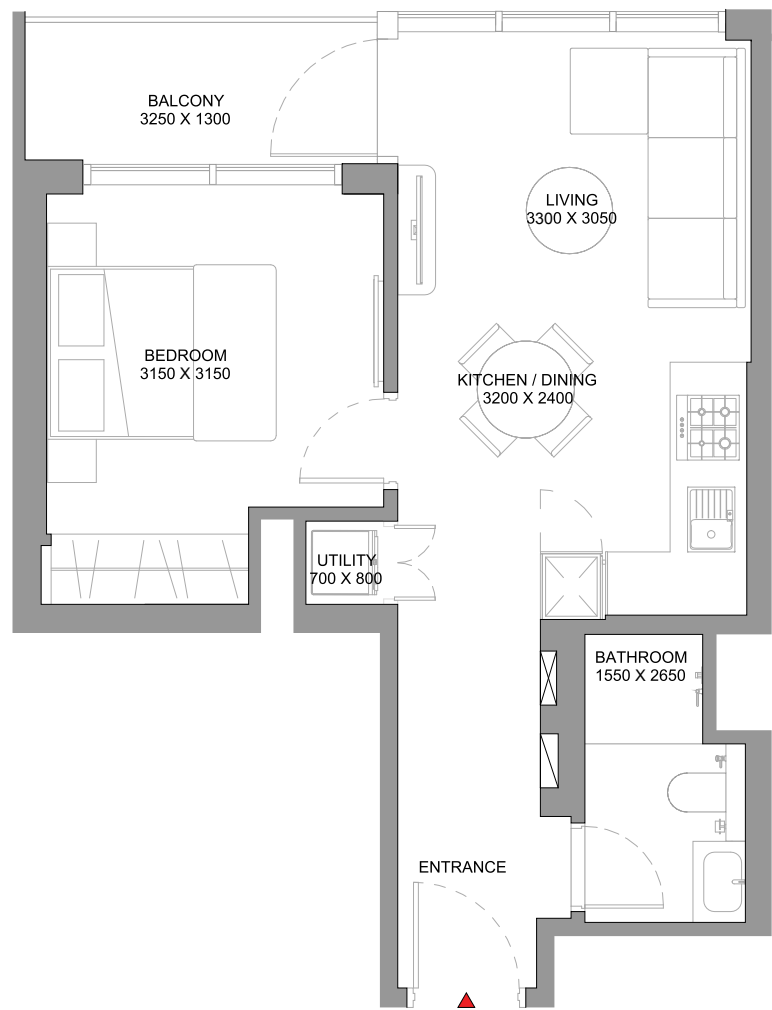 BALCONY
3250 X 1300
LIVING
3300 X 3050
BEDROOM
3150 X 3150
KITCHEN / DINING
3200 X 2400
UTILITY
700 X 800
BATHROOM
1550 X 2650
ENTRANCE